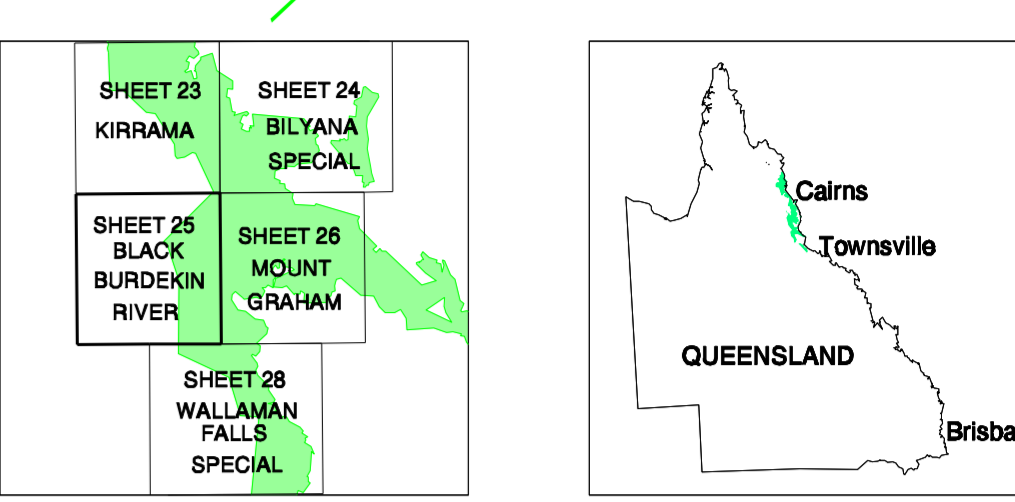 SHEET 23
KIRRAMA
SHEET 24
BILYANA
SPECIAL
SHEET 25
BLACK
BURDEKIN
RIVER
SHEET 26
MOUNT
GRAHAM
SHEET 28
WALLAMAN
FALLS
SPECIAL
Cairns
Townsville
QUEENSLAND
Brisba